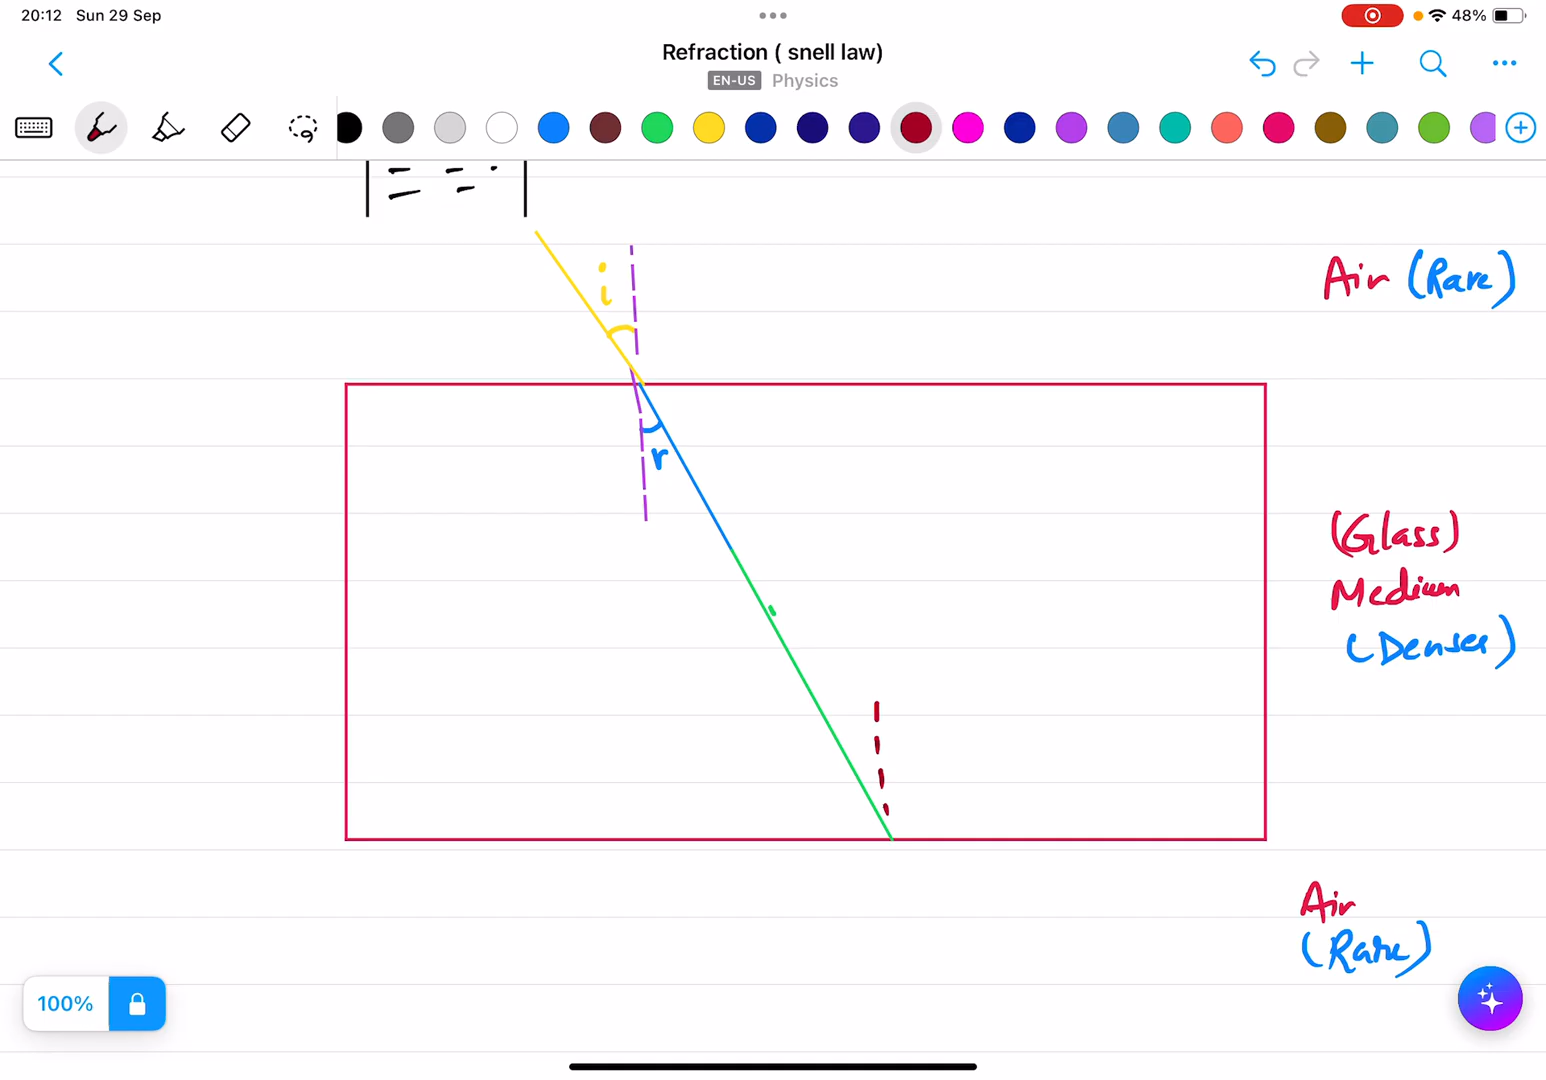 20:12 Sun 29 Sep
48%
Refraction ( snell law)
EN-US Physics
i
Air (Rare)
r
(Glass)
Medium
(Denser)
Air
(Rare)
100%